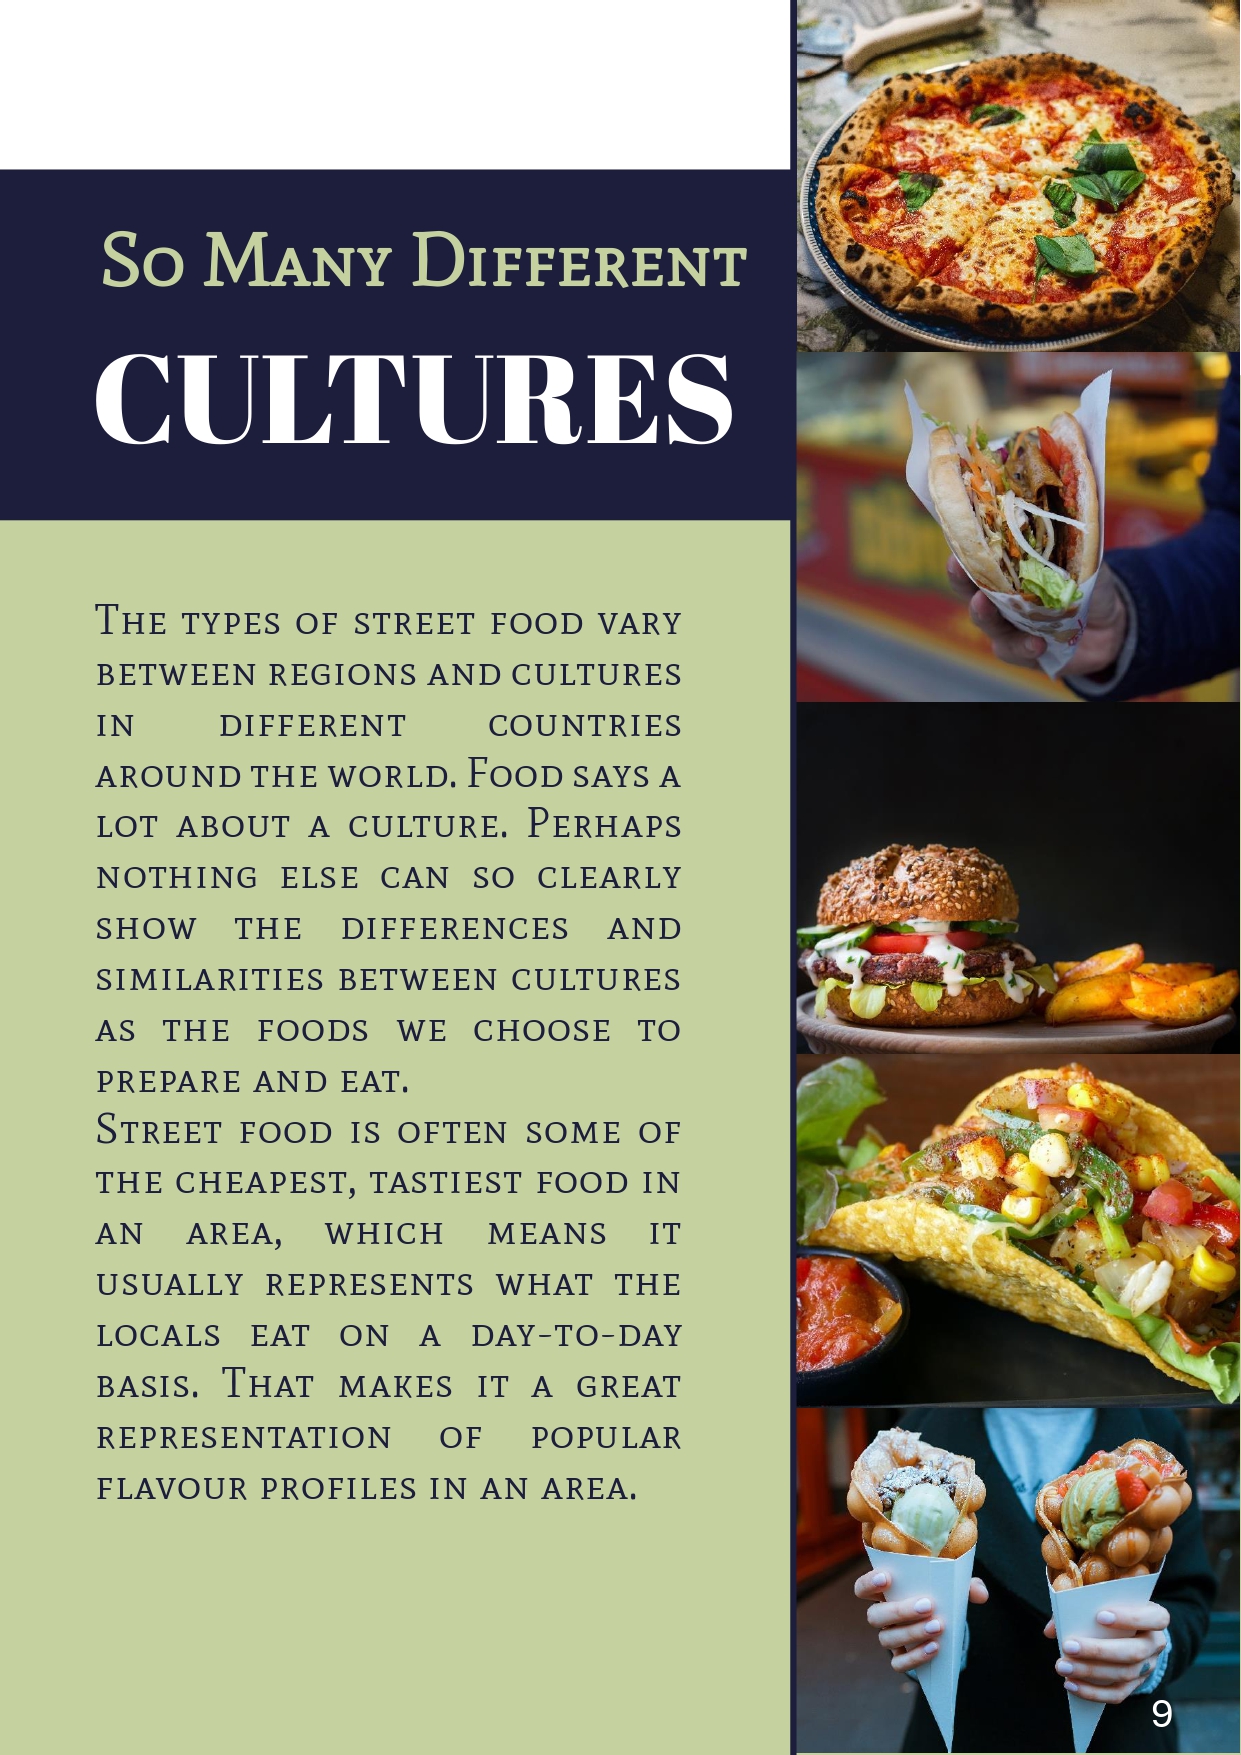 So Many Different
CULTURES
The types of street food vary
between regions and cultures
in different countries
around the world. Food says a
lot about a culture. Perhaps
nothing else can so clearly
show the differences and
similarities between cultures
as the foods we choose to
prepare and eat.
Street food is often some of
the cheapest, tastiest food in
an area, which means it
usually represents what the
locals eat on a day-to-day
basis. That makes it a great
representation of popular
flavour profiles in an area.
9